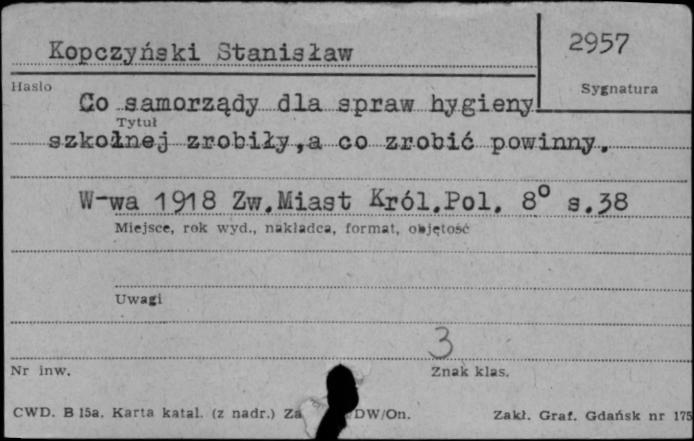 Kopczyński Stanisław
2957
Hasło
Sygnatura
Co samorządy dla spraw hygieny
Tytuł
szkołnej zrobiły,a co zrobić powinny.
W-wa 1918 Zw.Miast Król.Pol. 8° s.38
Miejsce, rok wyd., nakładca, format, objętość
Uwagi
3
Nr inw.
Znak klas.
CWD. B 15a. Karta katal. (z nadr.) Za DW/On.
Zakł. Graf. Gdańsk nr 175